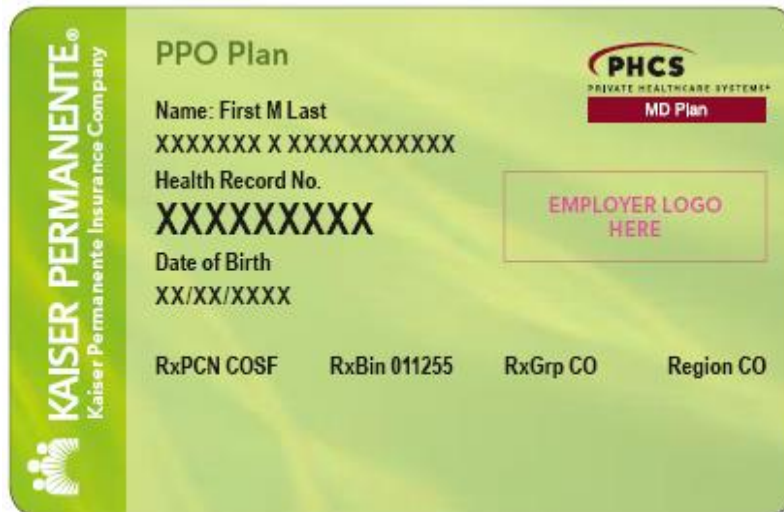 KAISER PERMANENTE®
Kaiser Permanente Insurance Company
PPO Plan
PHCS
PRIVATE HEALTHCARE SYSTEMS®
MD Plan
Name: First M Last
XXXXXXX X XXXXXXXXXXX
Health Record No.
XXXXXXXXX
EMPLOYER LOGO
HERE
Date of Birth
XX/XX/XXXX
RxPCN COSF RxBin 011255 RxGrp CO Region CO